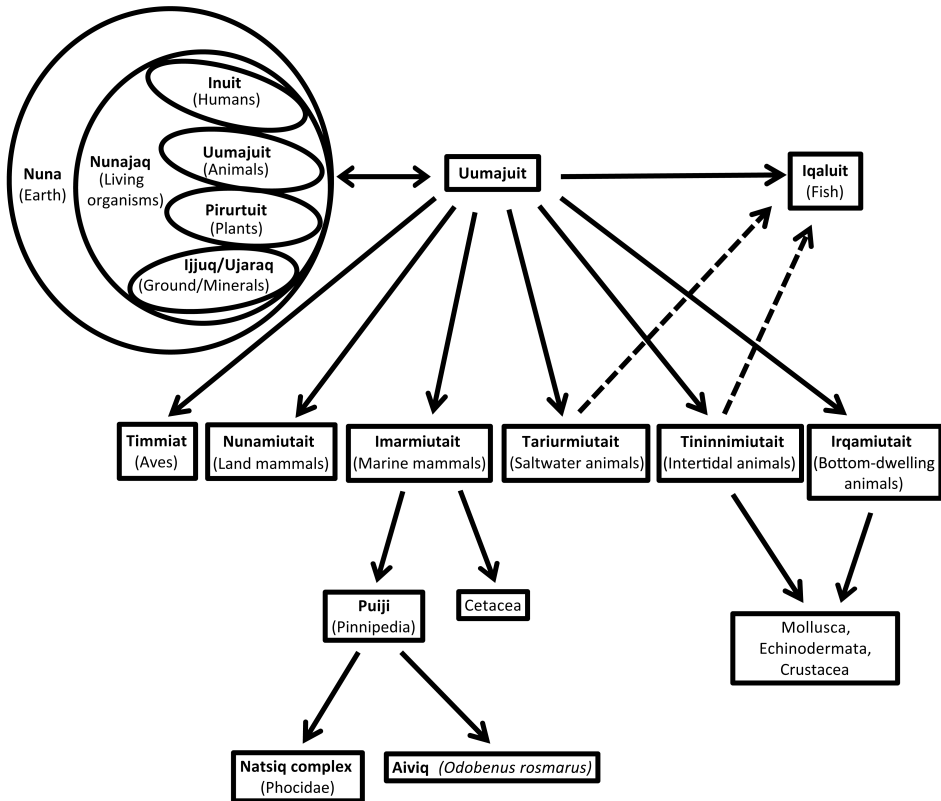 Inuit
(Humans)
Uumajuit
(Animals)
Nuna
(Earth)
Nunajaq
(Living
organisms)
Pirurtuit
(Plants)
Ijjuq/Ujaraq
(Ground/Minerals)
Uumajuit
Iqaluit
(Fish)
Timmiat
(Aves)
Nunamiutait
(Land mammals)
Imarmiutait
(Marine mammals)
Tariurmiutait
(Saltwater animals)
Tininnimiutait
(Intertidal animals)
Irqamiutait
(Bottom-dwelling
animals)
Puiji
(Pinnipedia)
Cetacea
Mollusca,
Echinodermata,
Crustacea
Natsiq complex
(Phocidae)
Aiviq (Odobenus rosmarus)